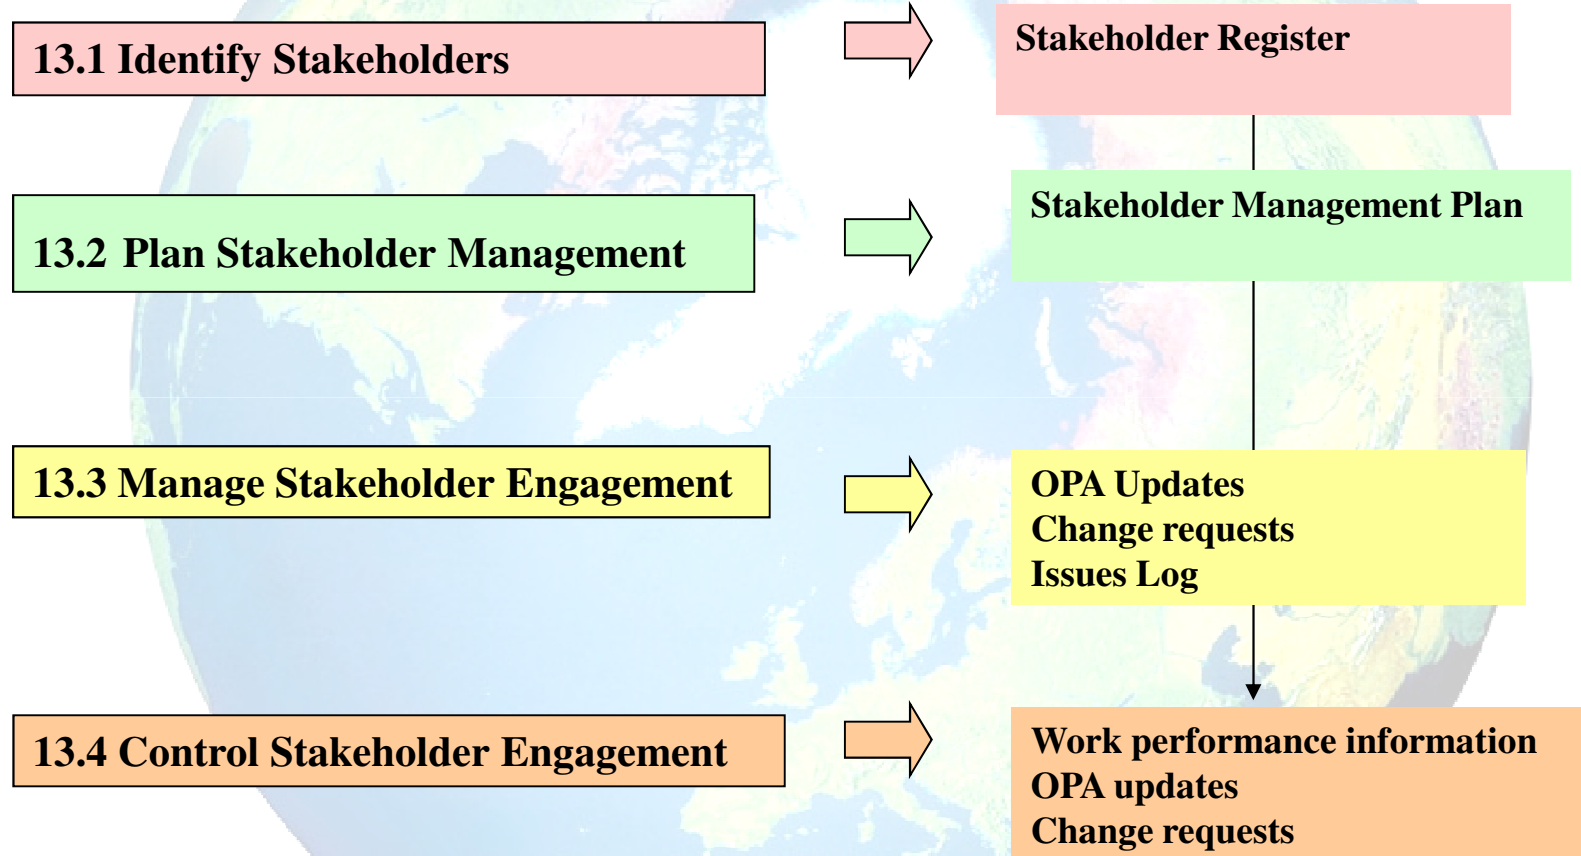 13.1 Identify Stakeholders
Stakeholder Register
13.2 Plan Stakeholder Management
Stakeholder Management Plan
13.3 Manage Stakeholder Engagement
OPA Updates
Change requests
Issues Log
13.4 Control Stakeholder Engagement
Work performance information
OPA updates
Change requests